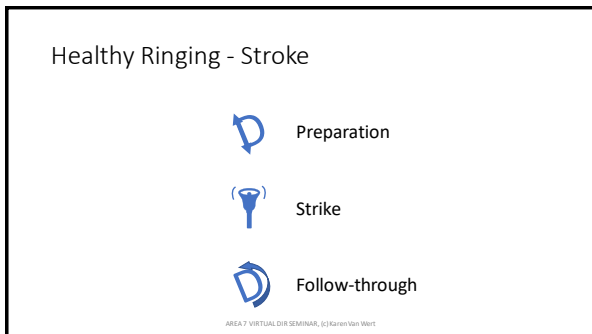 Healthy Ringing - Stroke
Preparation
Strike
Follow-through
AREA 7 VIRTUAL DIR SEMINAR, (c) Karen Van Wert